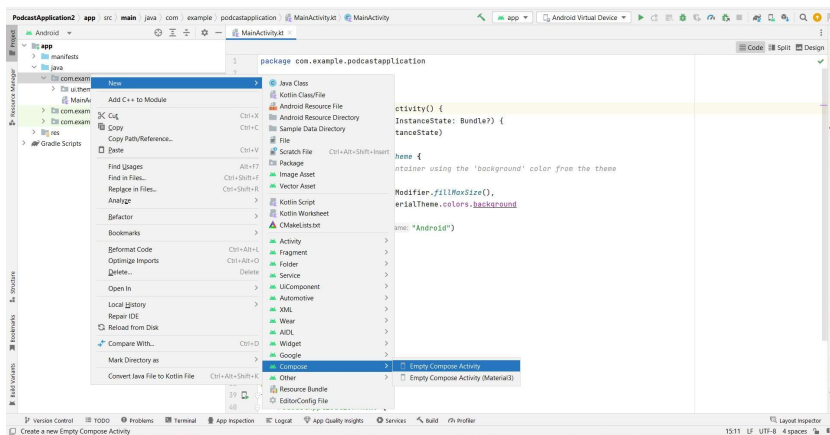 PodcastApplication2 app src main java com example podcastapplication MainActivity.kt MainActivity app Android Virtual Device
Project Android MainActivity.kt
Code Split Design
app
manifests
java
com.exam
ui.then
MainAc
com.exam
com.exam
res
Gradle Scripts
Resource Manager
Structure
Bookmarks
Build Variants
New
Add C++ to Module
Cut Ctrl+X
Copy Ctrl+C
Copy Path/Reference...
Paste Ctrl+V
Find Usages Alt+F7
Find in Files... Ctrl+Shift+F
Replace in Files... Ctrl+Shift+R
Analyze
Refactor
Bookmarks
Reformat Code Ctrl+Alt+L
Optimize Imports Ctrl+Alt+O
Delete... Delete
Open In
Local History
Repair IDE
Reload from Disk
Compare With... Ctrl+D
Mark Directory as
Convert Java File to Kotlin File Ctrl+Alt+Shift+K
Java Class
Kotlin Class/File
Android Resource File
Android Resource Directory
Sample Data Directory
File
Scratch File Ctrl+Alt+Shift+Insert
Package
Image Asset
Vector Asset
Kotlin Script
Kotlin Worksheet
CMakeLists.txt
Activity
Fragment
Folder
Service
UiComponent
Automotive
XML
Wear
AIDL
Widget
Google
Compose
Other
Resource Bundle
EditorConfig File
Empty Compose Activity
Empty Compose Activity (Material3)
1 package com.example.podcastapplication
ctivity() {
InstanceState: Bundle?) {
tanceState)
heme {
ntainer using the 'background' color from the theme
Modifier.fillMaxSize(),
erialTheme.colors.background
ame: "Android")
39
40
Version Control TODO Problems Terminal App Inspection Logcat App Quality Insights Services Build Profiler Layout Inspector
Create a new Empty Compose Activity 15:11 LF UTF-8 4 spaces